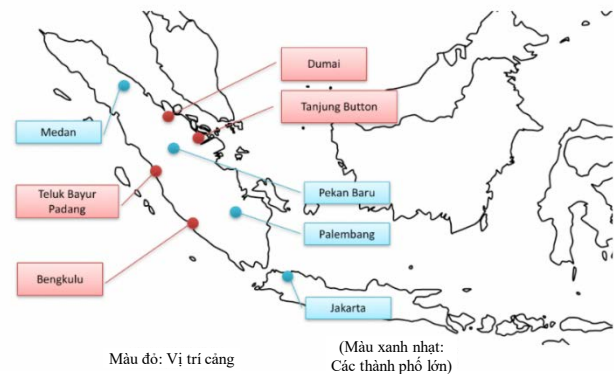 Dumai
Tanjung Button
Medan
Teluk Bayur
Padang
Pekan Baru
Palembang
Bengkulu
Jakarta
Màu đỏ: Vị trí cảng
(Màu xanh nhạt:
Các thành phố lớn)